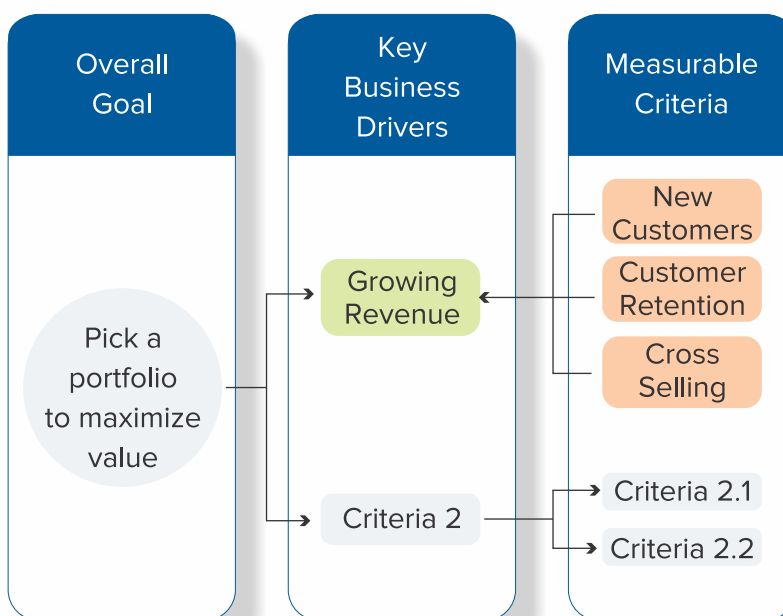 Overall
Goal
Key
Business
Drivers
Measurable
Criteria
Pick a
portfolio
to maximize
value
Growing
Revenue
Criteria 2
New
Customers
Customer
Retention
Cross
Selling
Criteria 2.1
Criteria 2.2